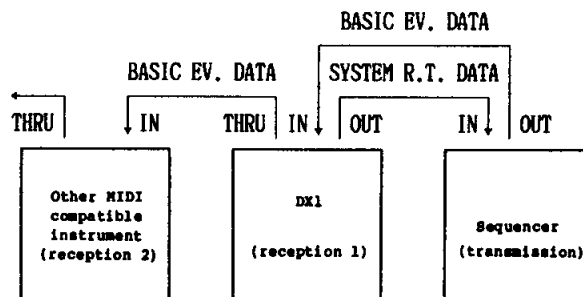 BASIC EV. DATA
BASIC EV. DATA SYSTEM R.T. DATA
THRU IN THRU IN OUT IN OUT
Other MIDI
compatible
instrument
(reception 2)
DX1
(reception 1)
Sequencer
(transmission)